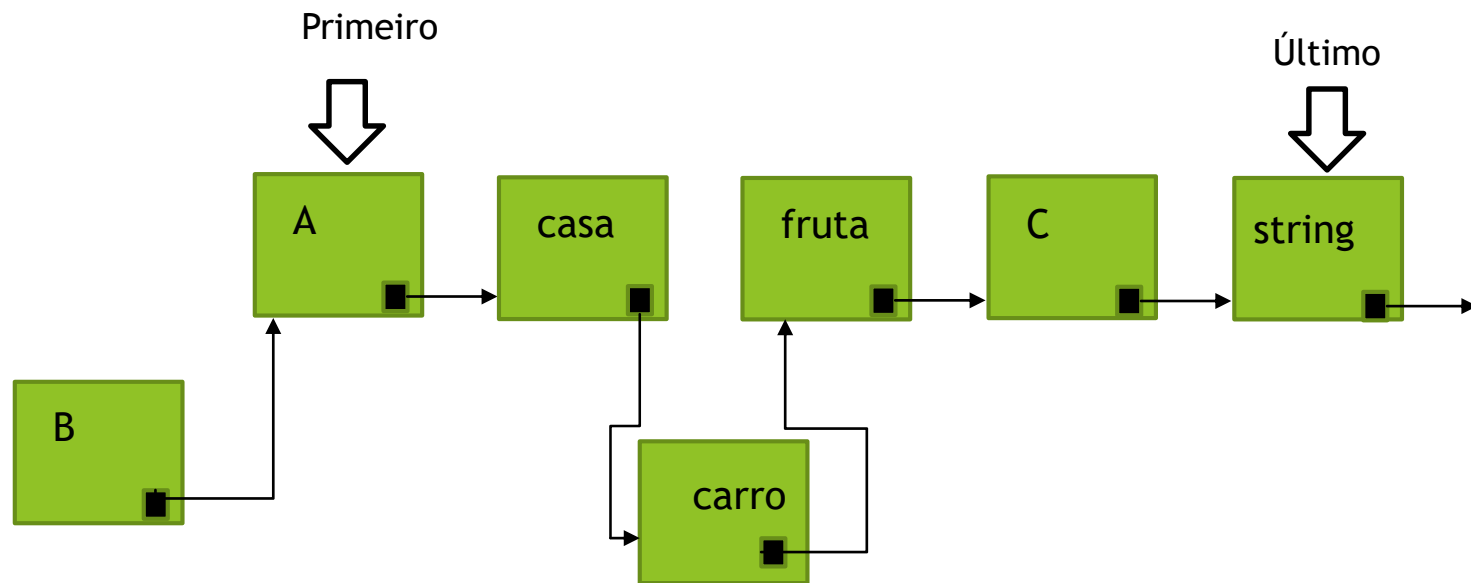 Primeiro
Último
A
casa
fruta
C
string
B
carro